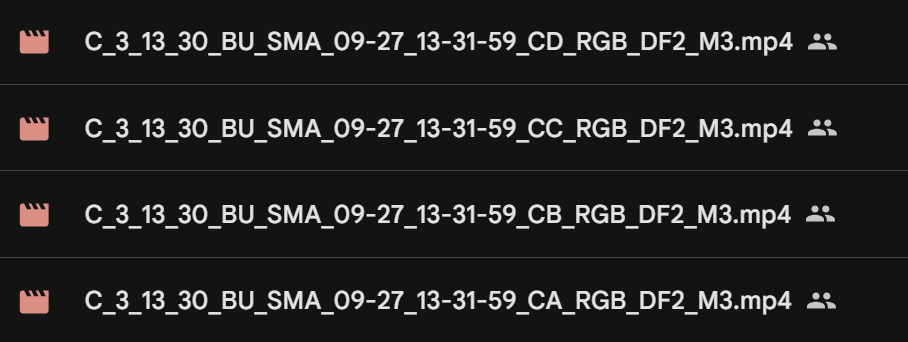 C_3_13_30_BU_SMA_09-27_13-31-59_CD_RGB_DF2_M3.mp4
C_3_13_30_BU_SMA_09-27_13-31-59_CC_RGB_DF2_M3.mp4
C_3_13_30_BU_SMA_09-27_13-31-59_CB_RGB_DF2_M3.mp4
C_3_13_30_BU_SMA_09-27_13-31-59_CA_RGB_DF2_M3.mp4